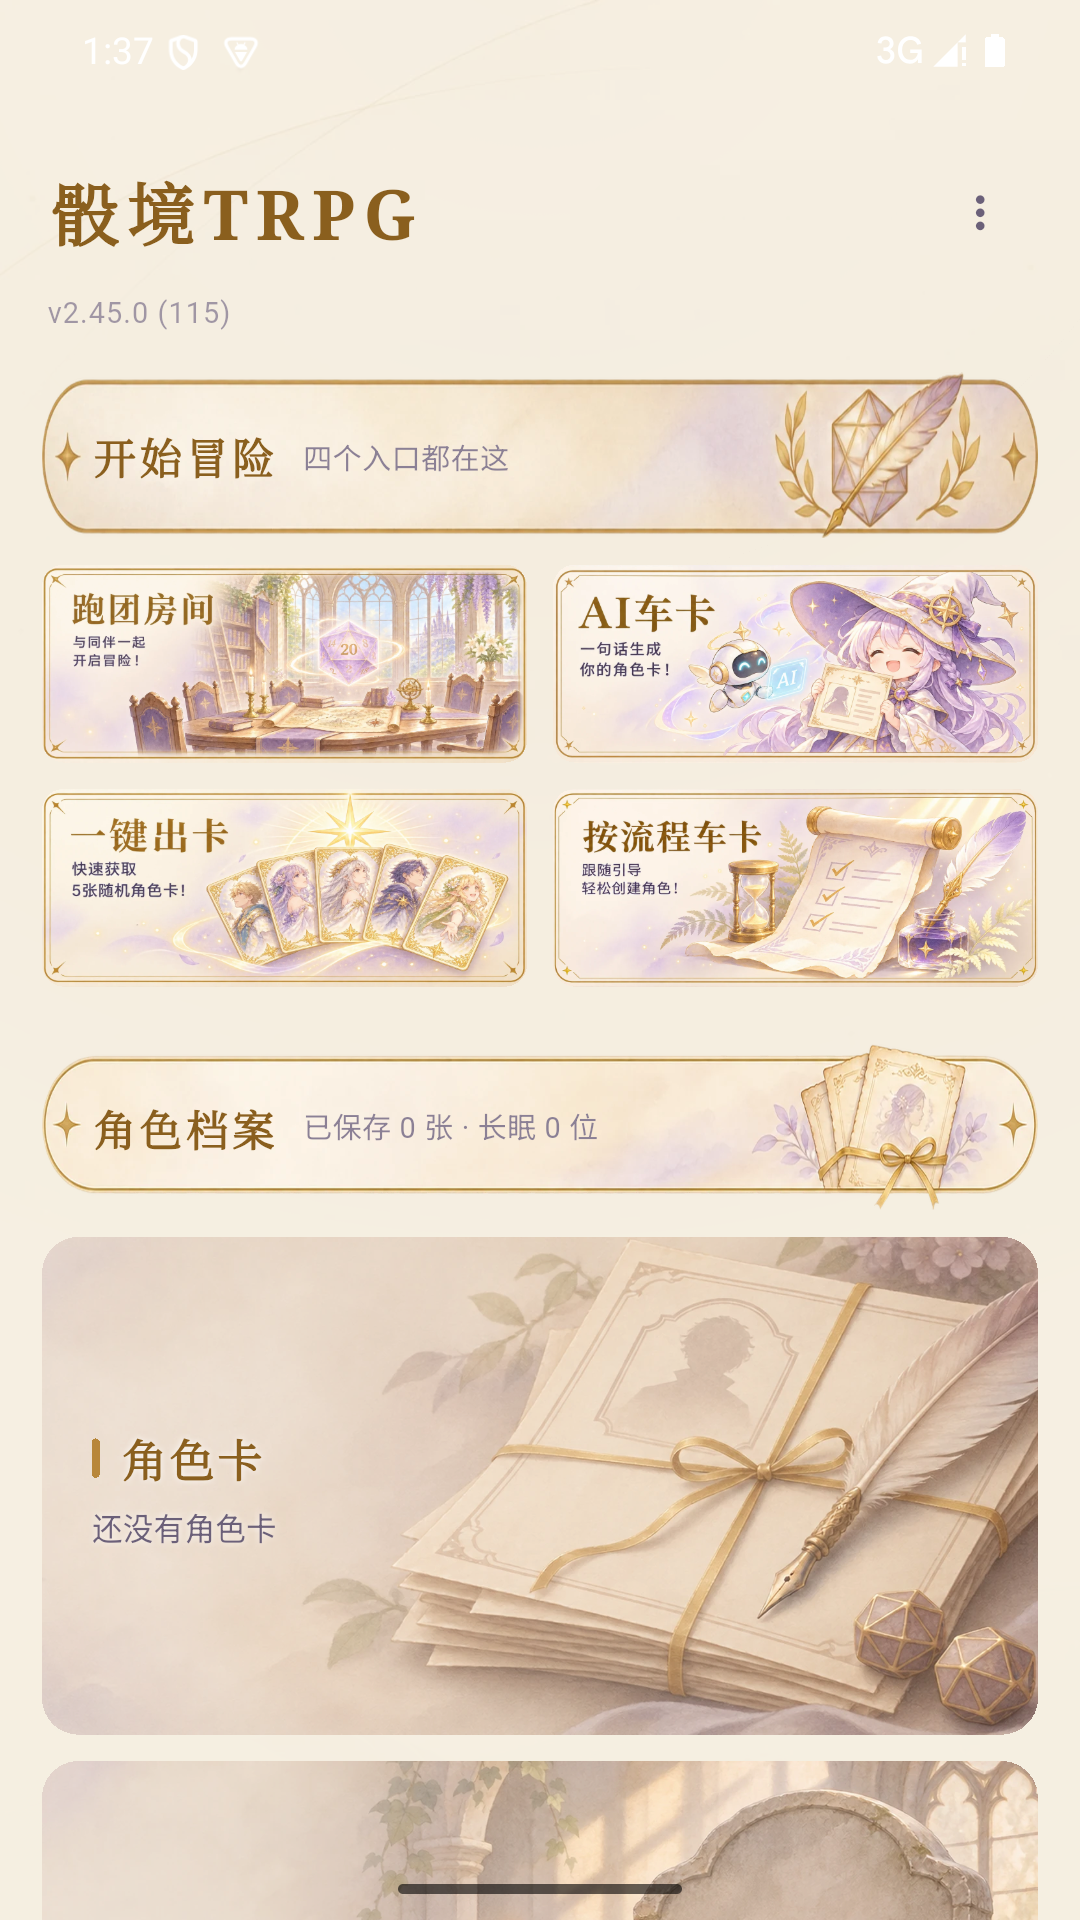 1:37
3G
骰境TRPG
v2.45.0 (115)
开始冒险 四个入口都在这
跑团房间
与同伴一起
开启冒险！
20
AI车卡
一句话生成
你的角色卡！
AI
一键出卡
快速获取
5张随机角色卡！
按流程车卡
跟随引导
轻松创建角色！
角色档案 已保存 0 张 · 长眠 0 位
角色卡
还没有角色卡